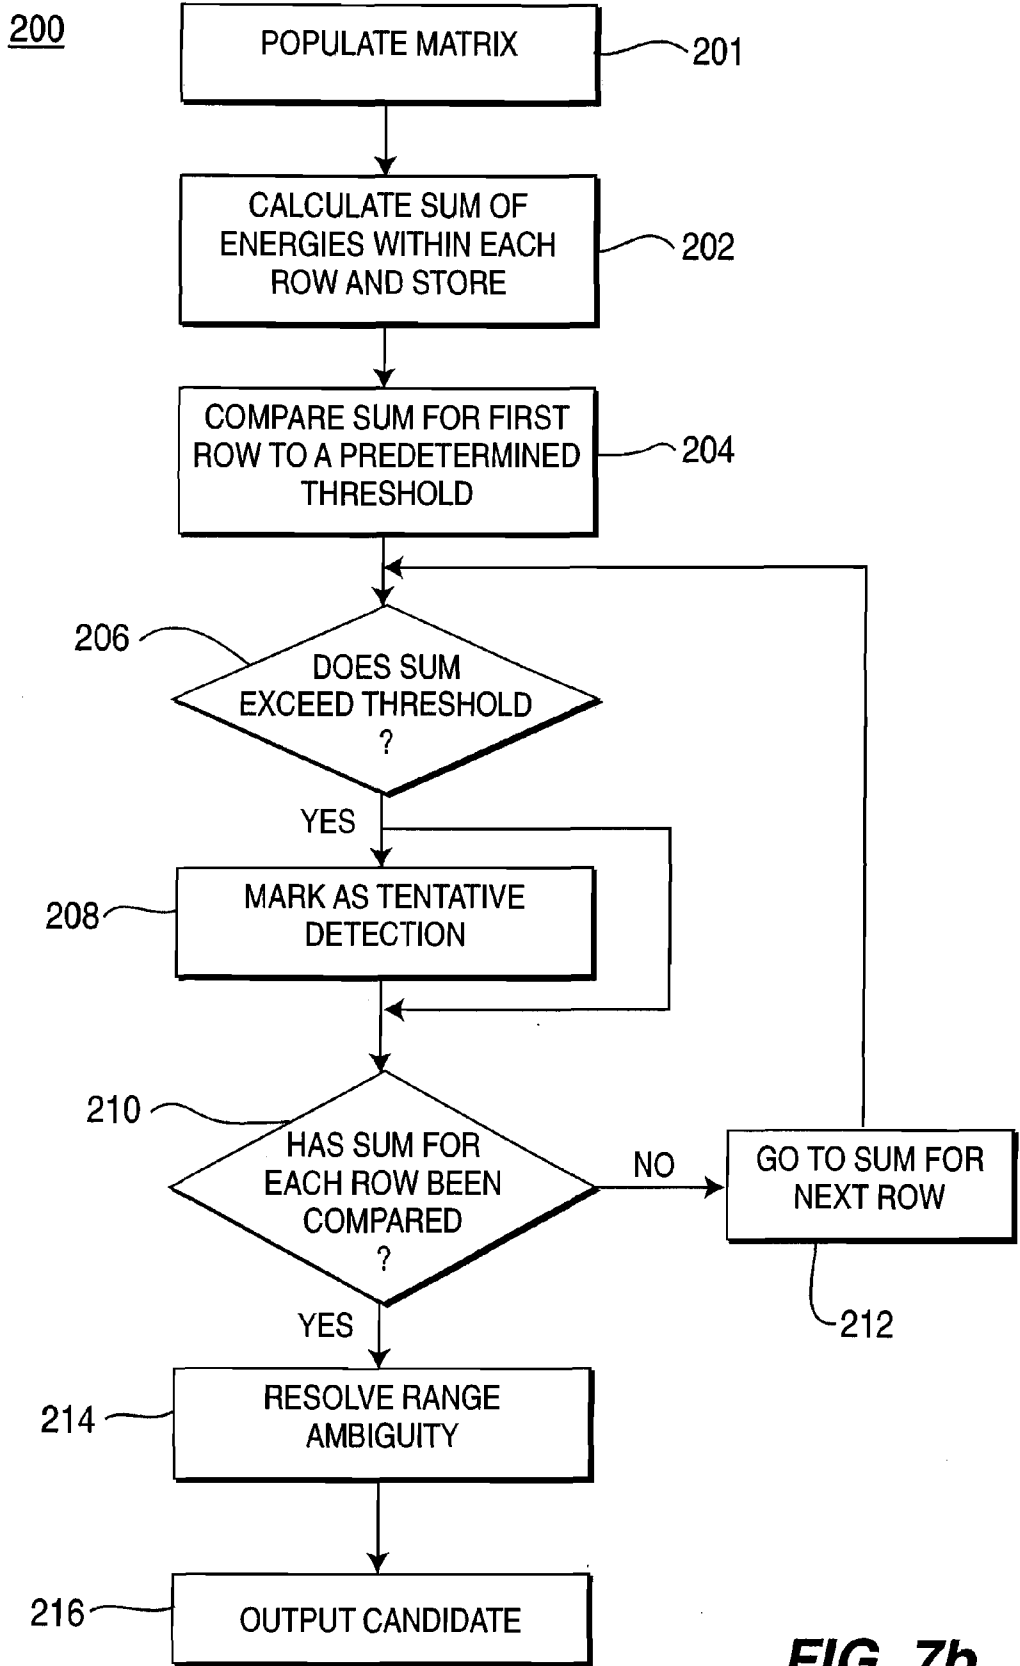 200
POPULATE MATRIX
201
CALCULATE SUM OF
ENERGIES WITHIN EACH
ROW AND STORE
202
COMPARE SUM FOR FIRST
ROW TO A PREDETERMINED
THRESHOLD
204
206
DOES SUM
EXCEED THRESHOLD
?
YES
208
MARK AS TENTATIVE
DETECTION
210
HAS SUM FOR
EACH ROW BEEN
COMPARED
?
NO
GO TO SUM FOR
NEXT ROW
212
YES
214
RESOLVE RANGE
AMBIGUITY
216
OUTPUT CANDIDATE
FIG. 7b